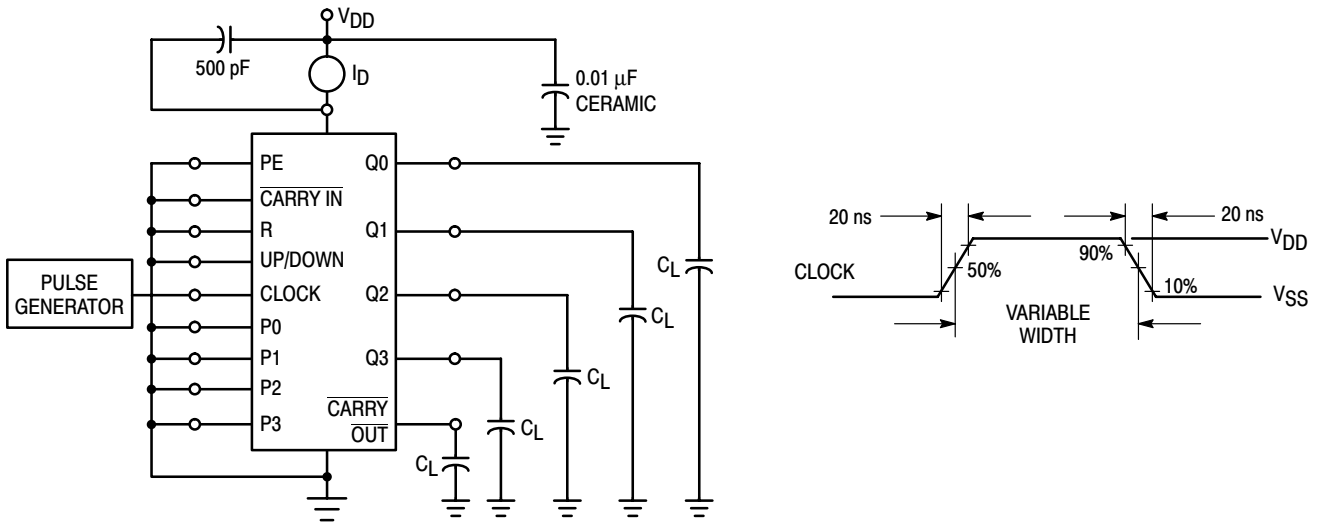 VDD
500 pF
ID
0.01 μF
CERAMIC
PE
CARRY IN
R
UP/DOWN
CLOCK
P0
P1
P2
P3
Q0
Q1
Q2
Q3
CARRY
OUT
PULSE
GENERATOR
CL
CL
CL
CL
CL
20 ns
20 ns
VDD
90%
50%
CLOCK
10%
VSS
VARIABLE
WIDTH